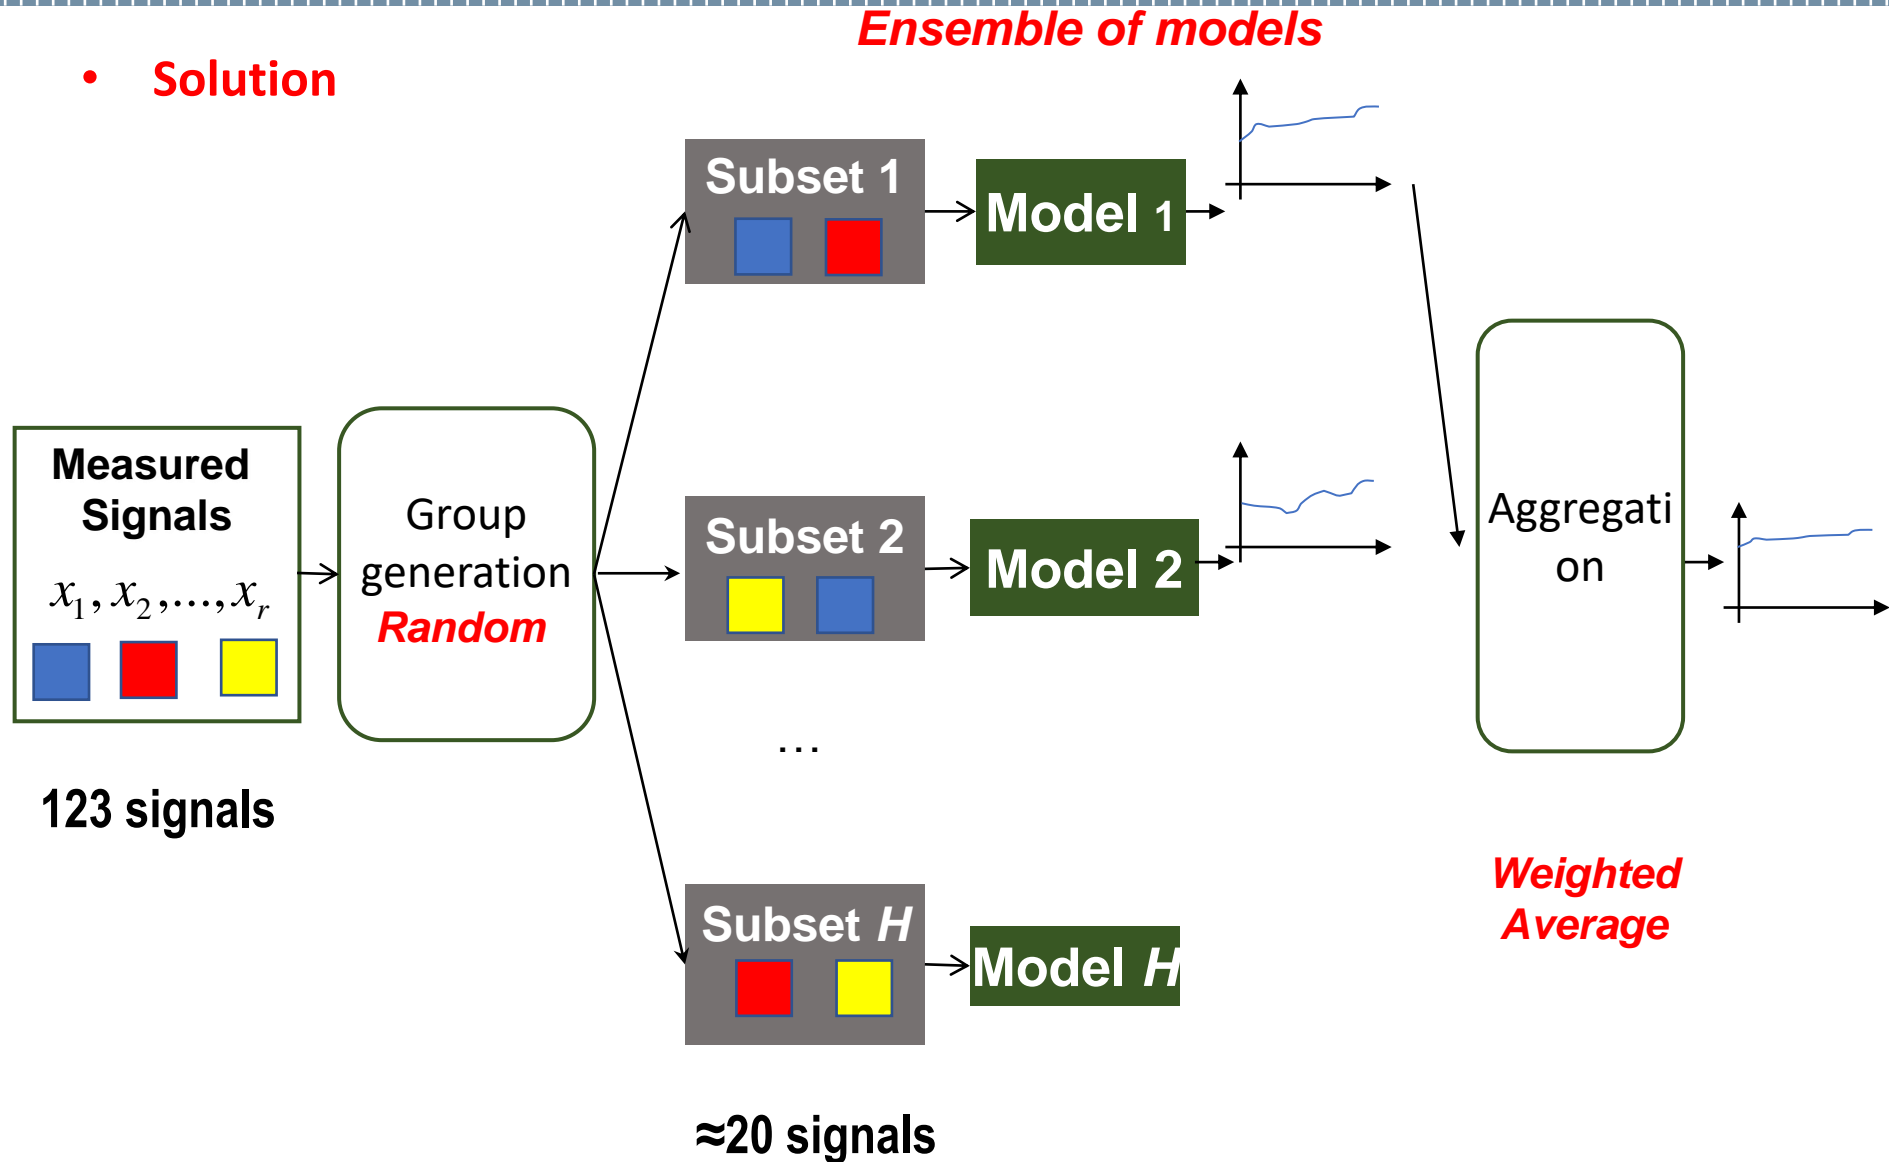 Ensemble of models
• Solution
Subset 1
Model 1
Measured
Signals
x₁, x₂,..., xᵣ
Group
generation
Random
Subset 2
Model 2
Aggregati
on
...
123 signals
Weighted
Average
Subset H
Model H
≈20 signals